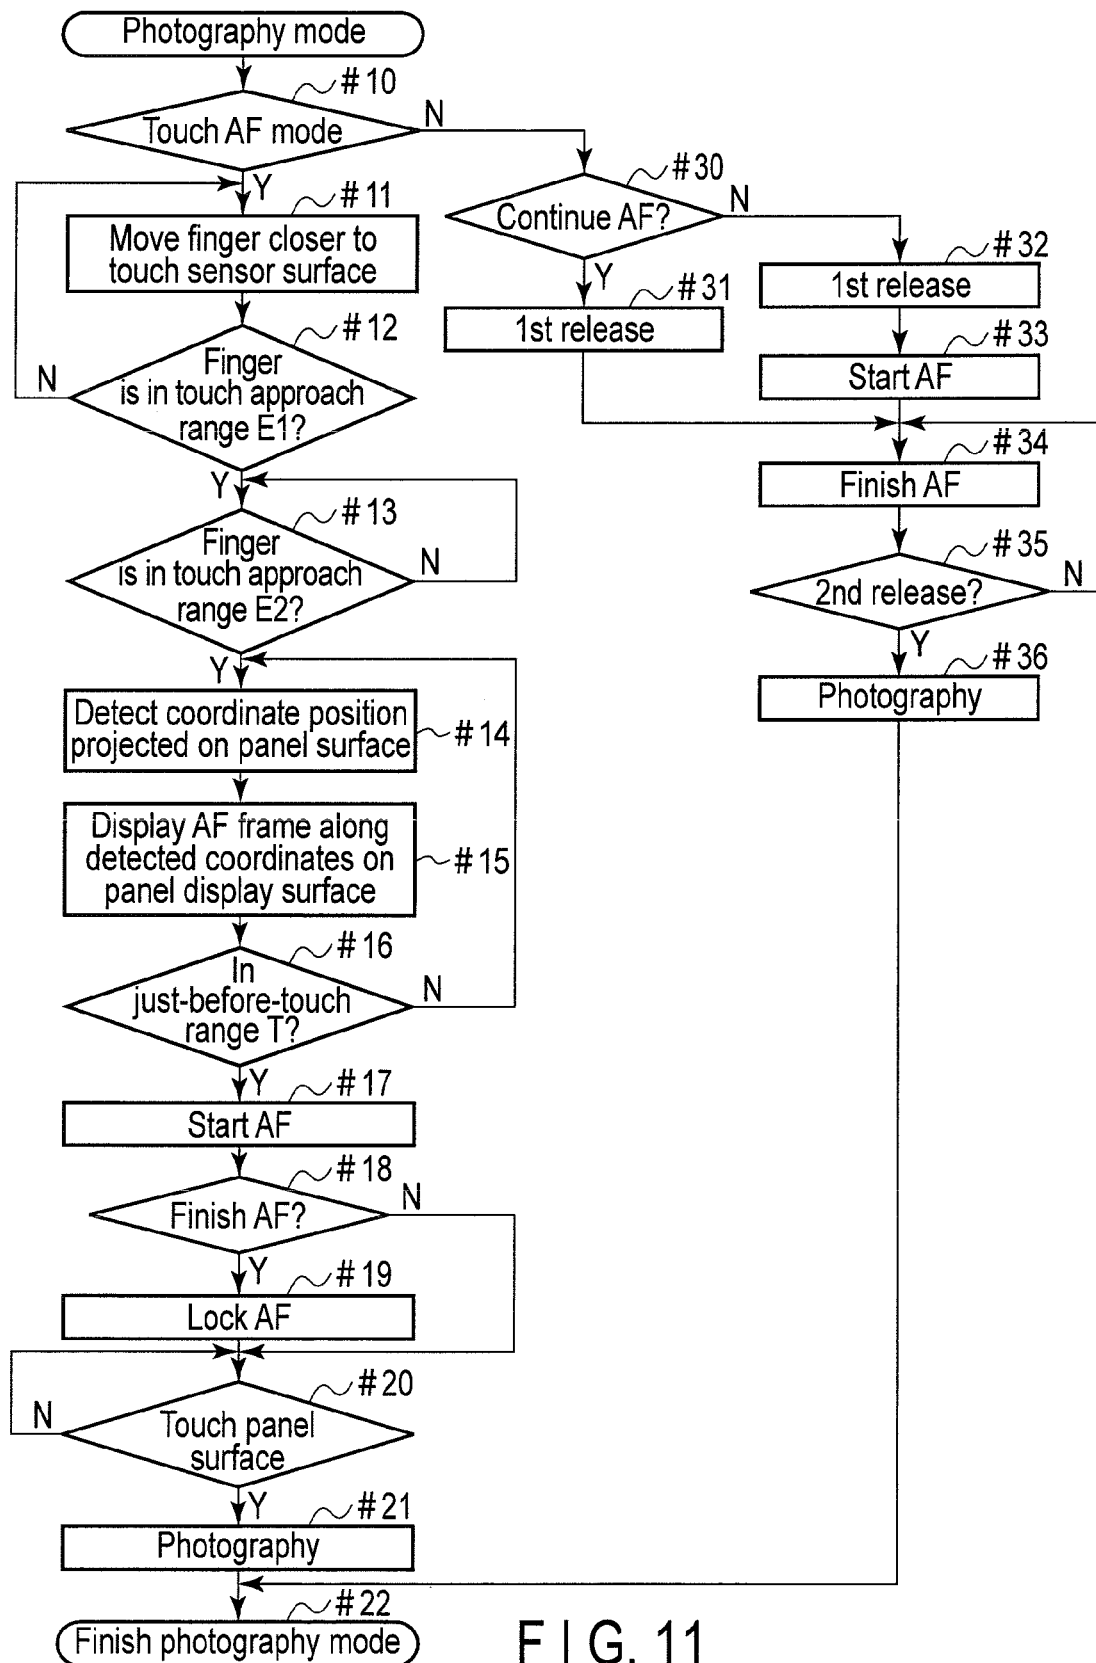 Photography mode
#10
Touch AF mode
N
Y
#11
Move finger closer to
touch sensor surface
#12
Finger
is in touch approach
range E1?
N
Y
#13
Finger
is in touch approach
range E2?
N
Y
Detect coordinate position
projected on panel surface
#14
Display AF frame along
detected coordinates on
panel display surface
#15
#16
In
just-before-touch
range T?
N
Y
#17
Start AF
#18
Finish AF?
N
Y
#19
Lock AF
#20
Touch panel
surface
N
Y
#21
Photography
#22
Finish photography mode
#30
Continue AF?
N
Y
#31
1st release
#32
1st release
#33
Start AF
#34
Finish AF
#35
2nd release?
N
Y
#36
Photography
FIG. 11